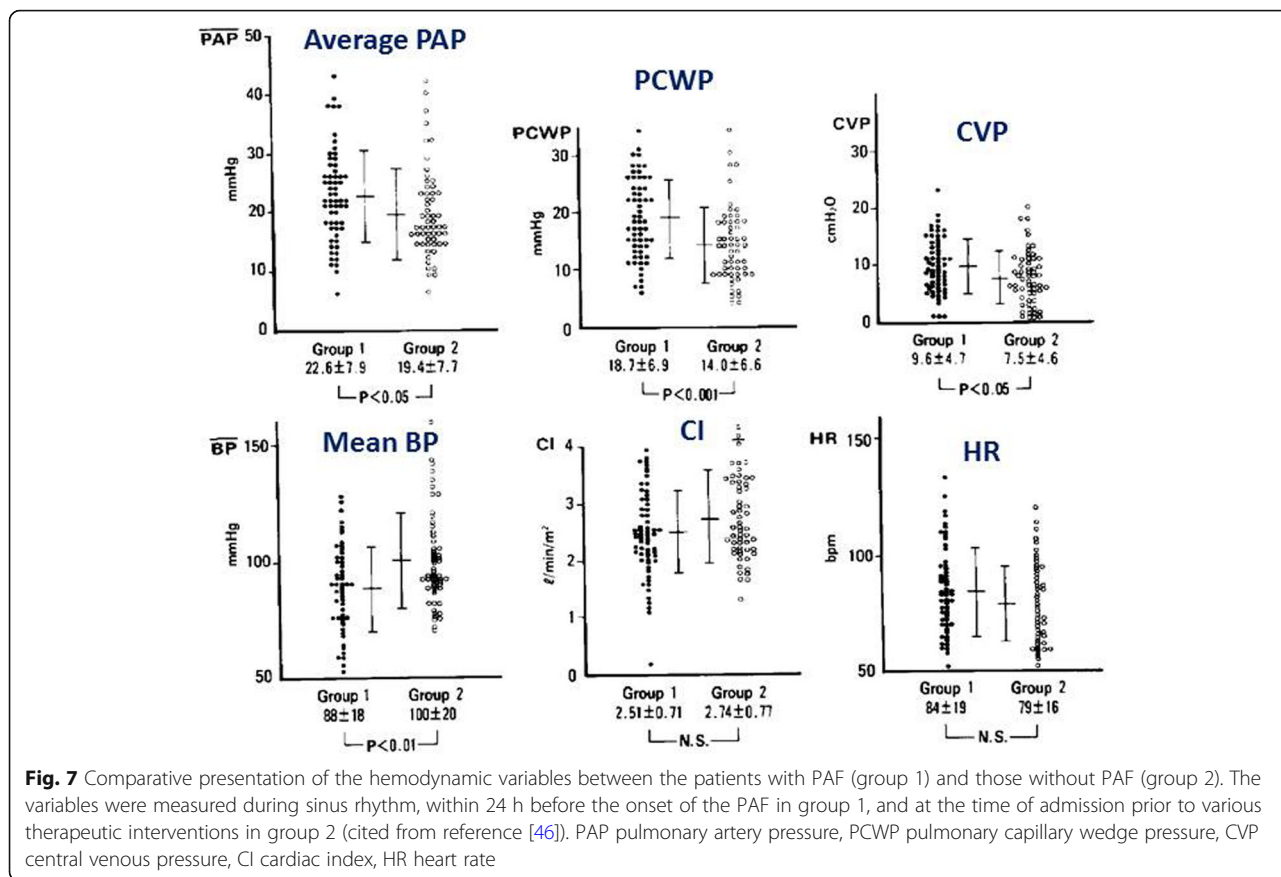 Average PAP
PAP
50
40
30
20
10
0
mmHg
Group 1 Group 2
22.6±7.9 19.4±7.7
P<0.05
PCWP
PCWP
30
20
10
0
mmHg
Group 1 Group 2
18.7±6.9 14.0±6.6
P<0.001
CVP
CVP
30
20
10
0
cmH₂O
Group 1 Group 2
9.6±4.7 7.5±4.6
P<0.05
Mean BP
BP
150
100
50
mmHg
Group 1 Group 2
88±18 100±20
P<0.01
CI
CI
4
3
2
1
0
ℓ/min/m²
Group 1 Group 2
2.51±0.71 2.74±0.77
N.S.
HR
HR
150
100
50
bpm
Group 1 Group 2
84±19 79±16
N.S.
Fig. 7 Comparative presentation of the hemodynamic variables between the patients with PAF (group 1) and those without PAF (group 2). The
variables were measured during sinus rhythm, within 24 h before the onset of the PAF in group 1, and at the time of admission prior to various
therapeutic interventions in group 2 (cited from reference [46]). PAP pulmonary artery pressure, PCWP pulmonary capillary wedge pressure, CVP
central venous pressure, CI cardiac index, HR heart rate